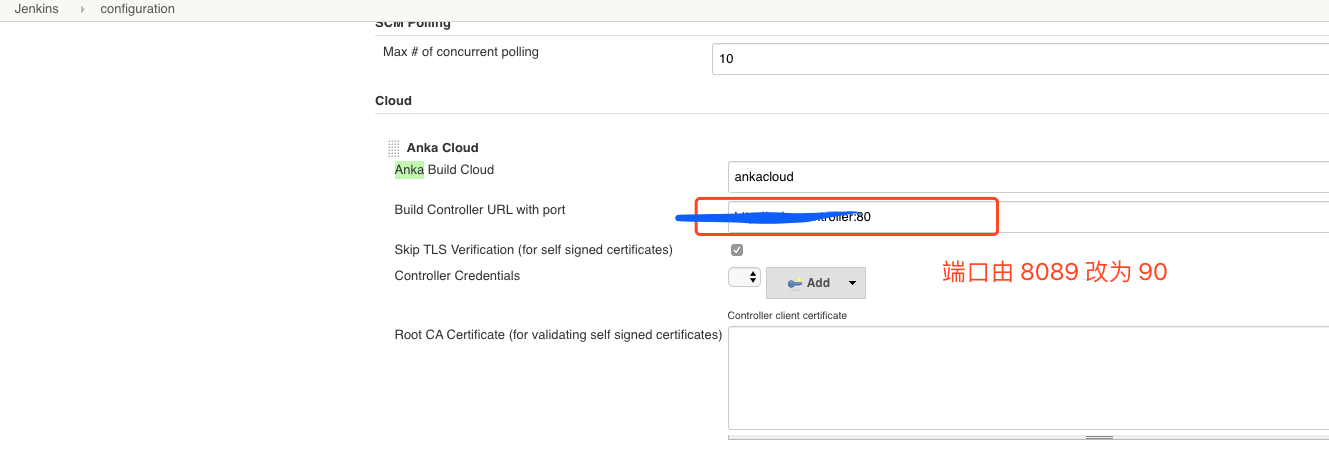 Jenkins
configuration
SCM Polling
Max # of concurrent polling
10
Cloud
Anka Cloud
Anka Build Cloud
ankacloud
Build Controller URL with port
ntroller:80
Skip TLS Verification (for self signed certificates)
端口由 8089 改为 90
Controller Credentials
Add
Controller client certificate
Root CA Certificate (for validating self signed certificates)